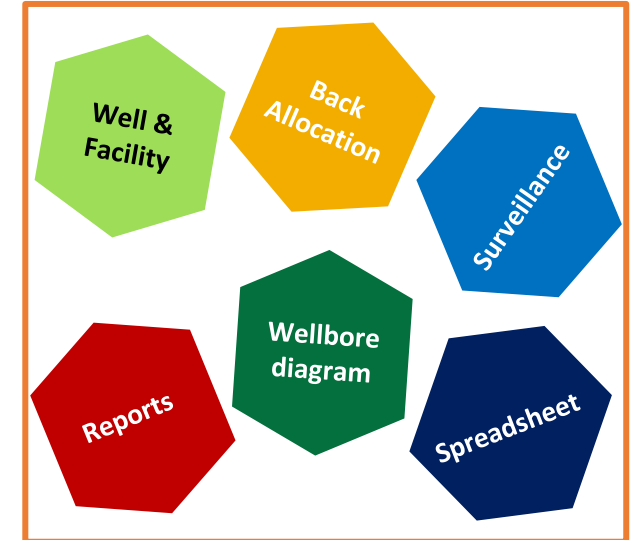 Well &
Facility
Back
Allocation
Surveillance
Wellbore
diagram
Reports
Spreadsheet